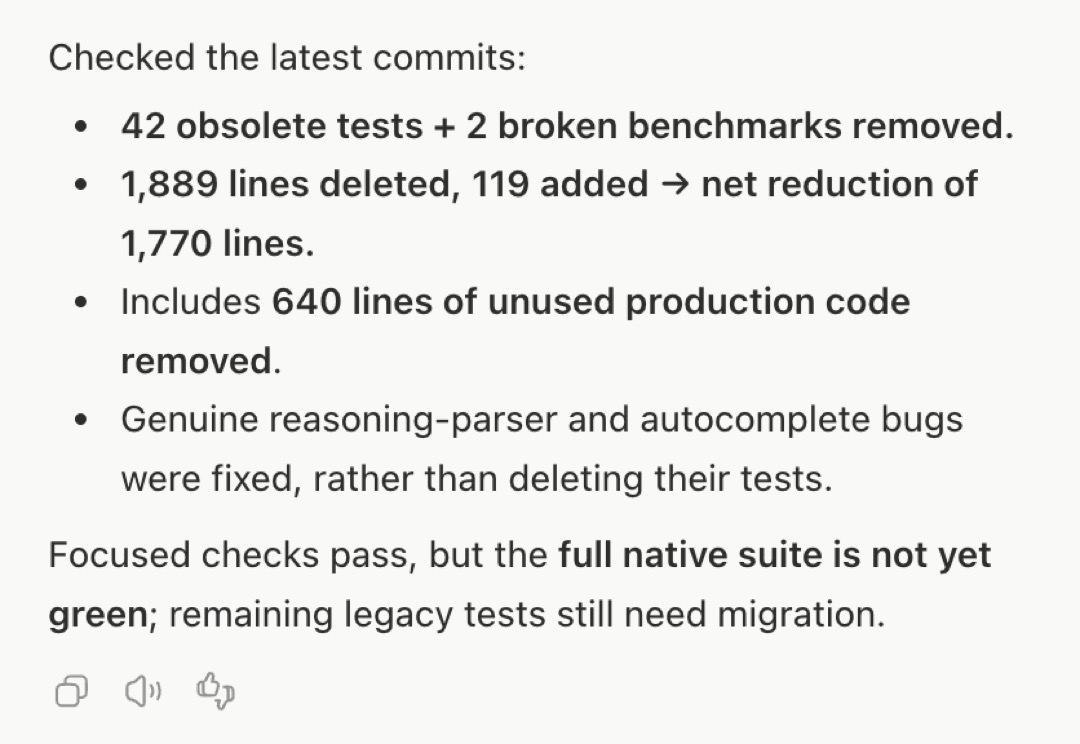 Checked the latest commits:
• 42 obsolete tests + 2 broken benchmarks removed.
• 1,889 lines deleted, 119 added → net reduction of
1,770 lines.
• Includes 640 lines of unused production code
removed.
• Genuine reasoning-parser and autocomplete bugs
were fixed, rather than deleting their tests.
Focused checks pass, but the full native suite is not yet
green; remaining legacy tests still need migration.